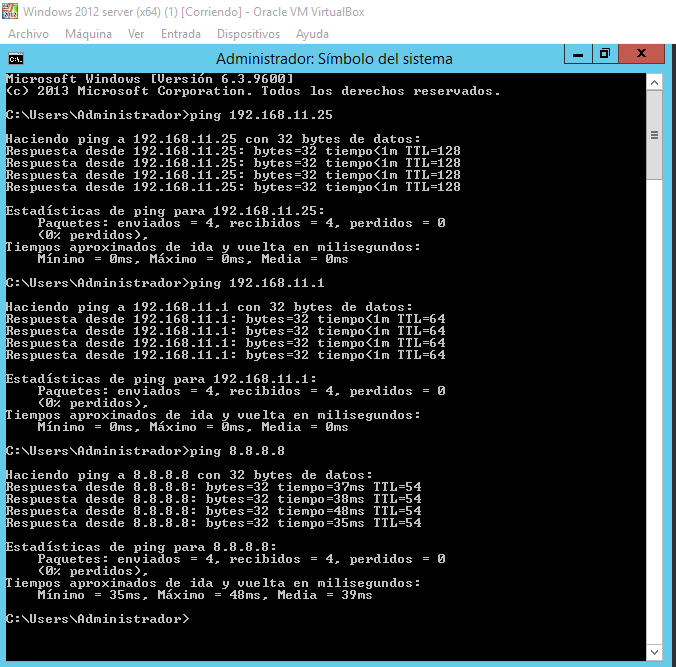 Windows 2012 server (x64) (1) [Corriendo] - Oracle VM VirtualBox
Archivo Máquina Ver Entrada Dispositivos Ayuda
Administrador: Símbolo del sistema
Microsoft Windows [Versión 6.3.9600]
(c) 2013 Microsoft Corporation. Todos los derechos reservados.
C:\Users\Administrador>ping 192.168.11.25
Haciendo ping a 192.168.11.25 con 32 bytes de datos:
Respuesta desde 192.168.11.25: bytes=32 tiempo<1m TTL=128
Respuesta desde 192.168.11.25: bytes=32 tiempo<1m TTL=128
Respuesta desde 192.168.11.25: bytes=32 tiempo<1m TTL=128
Respuesta desde 192.168.11.25: bytes=32 tiempo<1m TTL=128
Estadísticas de ping para 192.168.11.25:
Paquetes: enviados = 4, recibidos = 4, perdidos = 0
(0% perdidos),
Tiempos aproximados de ida y vuelta en milisegundos:
Mínimo = 0ms, Máximo = 0ms, Media = 0ms
C:\Users\Administrador>ping 192.168.11.1
Haciendo ping a 192.168.11.1 con 32 bytes de datos:
Respuesta desde 192.168.11.1: bytes=32 tiempo<1m TTL=64
Respuesta desde 192.168.11.1: bytes=32 tiempo<1m TTL=64
Respuesta desde 192.168.11.1: bytes=32 tiempo<1m TTL=64
Respuesta desde 192.168.11.1: bytes=32 tiempo<1m TTL=64
Estadísticas de ping para 192.168.11.1:
Paquetes: enviados = 4, recibidos = 4, perdidos = 0
(0% perdidos),
Tiempos aproximados de ida y vuelta en milisegundos:
Mínimo = 0ms, Máximo = 0ms, Media = 0ms
C:\Users\Administrador>ping 8.8.8.8
Haciendo ping a 8.8.8.8 con 32 bytes de datos:
Respuesta desde 8.8.8.8: bytes=32 tiempo=37ms TTL=54
Respuesta desde 8.8.8.8: bytes=32 tiempo=38ms TTL=54
Respuesta desde 8.8.8.8: bytes=32 tiempo=48ms TTL=54
Respuesta desde 8.8.8.8: bytes=32 tiempo=35ms TTL=54
Estadísticas de ping para 8.8.8.8:
Paquetes: enviados = 4, recibidos = 4, perdidos = 0
(0% perdidos),
Tiempos aproximados de ida y vuelta en milisegundos:
Mínimo = 35ms, Máximo = 48ms, Media = 39ms
C:\Users\Administrador>